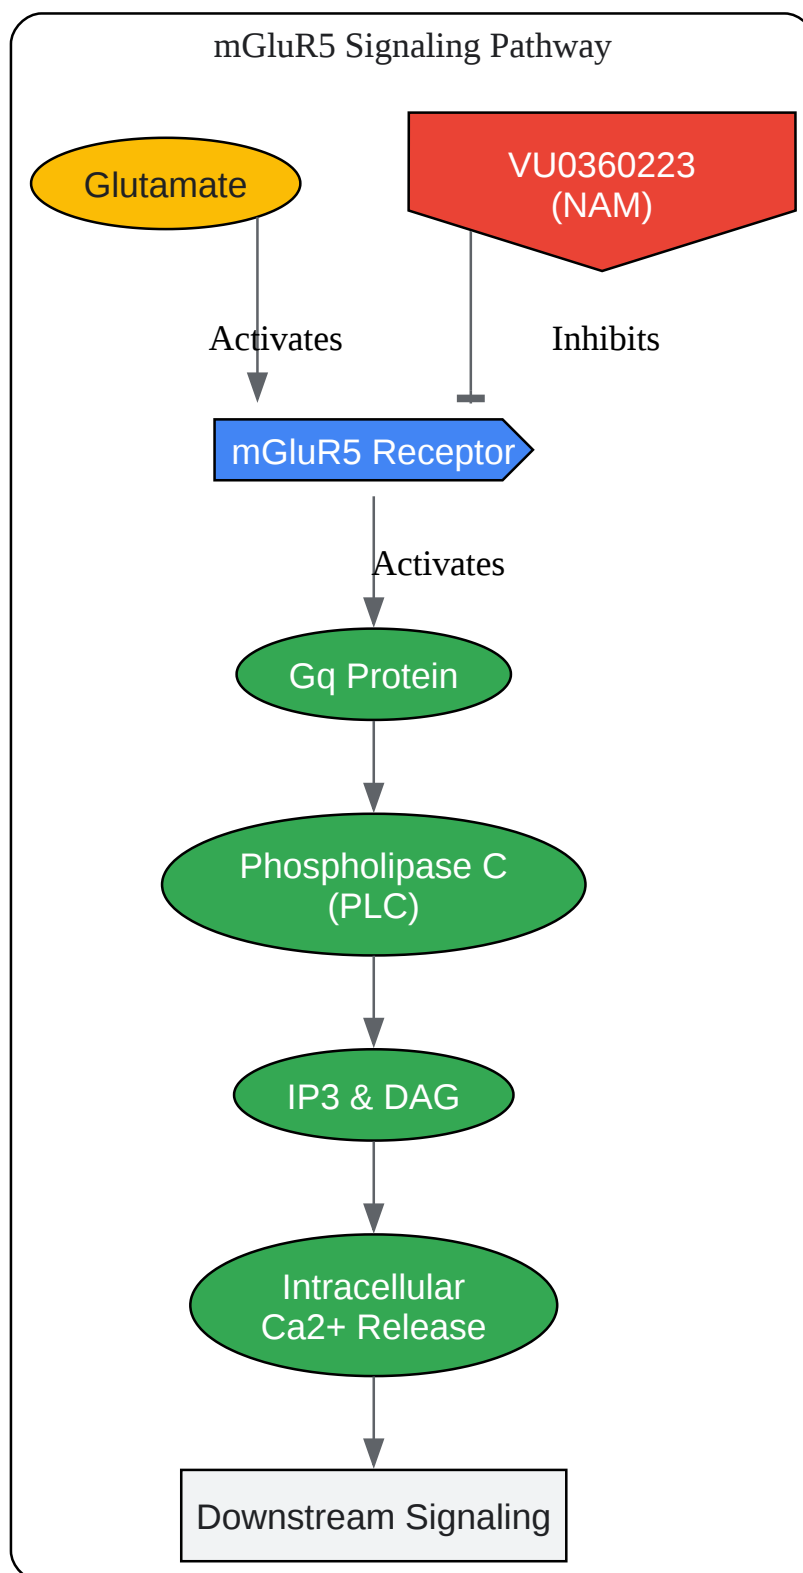 mGluR5 Signaling Pathway
Glutamate
VU0360223
(NAM)
Activates
Inhibits
mGluR5 Receptor
Activates
Gq Protein
Phospholipase C
(PLC)
IP3 & DAG
Intracellular
Ca2+ Release
Downstream Signaling